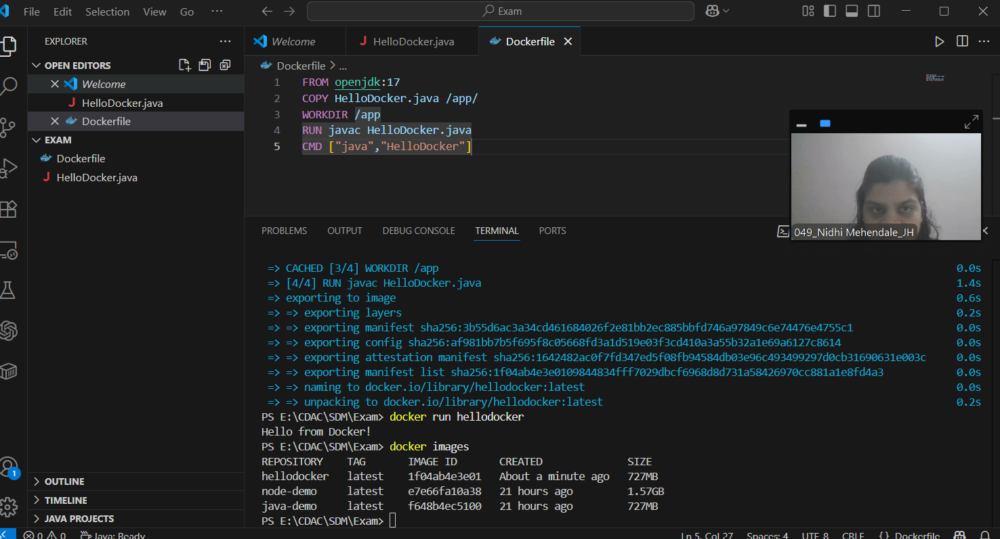 File Edit Selection View Go ···
Exam
EXPLORER
OPEN EDITORS
Welcome
HelloDocker.java
Dockerfile
EXAM
Dockerfile
HelloDocker.java
OUTLINE
TIMELINE
JAVA PROJECTS
1
Welcome
HelloDocker.java
Dockerfile
Dockerfile > ...
1 FROM openjdk:17
2 COPY HelloDocker.java /app/
3 WORKDIR /app
4 RUN javac HelloDocker.java
5 CMD ["java","HelloDocker"]
049_Nidhi Mehendale_JH
PROBLEMS OUTPUT DEBUG CONSOLE TERMINAL PORTS
=> CACHED [3/4] WORKDIR /app 0.0s
=> [4/4] RUN javac HelloDocker.java 1.4s
=> exporting to image 0.6s
=> => exporting layers 0.2s
=> => exporting manifest sha256:3b55d6ac3a34cd461684026f2e81bb2ec885bbfd746a97849c6e74476e4755c1 0.0s
=> => exporting config sha256:af981bb7b5f695f8c05668fd3a1d519e03f3cd410a3a55b32a1e69a6127c8614 0.0s
=> => exporting attestation manifest sha256:1642482ac0f7fd347ed5f08fb94584db03e96c493499297d0cb31690631e003c 0.0s
=> => exporting manifest list sha256:1f04ab4e3e0109844834fff7029dbcf6968d8d731a58426970cc881a1e8fd4a3 0.0s
=> => naming to docker.io/library/hellodocker:latest 0.0s
=> => unpacking to docker.io/library/hellodocker:latest 0.2s
PS E:\CDAC\SDM\Exam> docker run hellodocker
Hello from Docker!
PS E:\CDAC\SDM\Exam> docker images
REPOSITORY TAG IMAGE ID CREATED SIZE
hellodocker latest 1f04ab4e3e01 About a minute ago 727MB
node-demo latest e7e66fa10a38 21 hours ago 1.57GB
java-demo latest f648b4ec5100 21 hours ago 727MB
PS E:\CDAC\SDM\Exam>
0 0 Java: Ready Ln 5, Col 27 Spaces: 4 UTF-8 CRLF {} Dockerfile